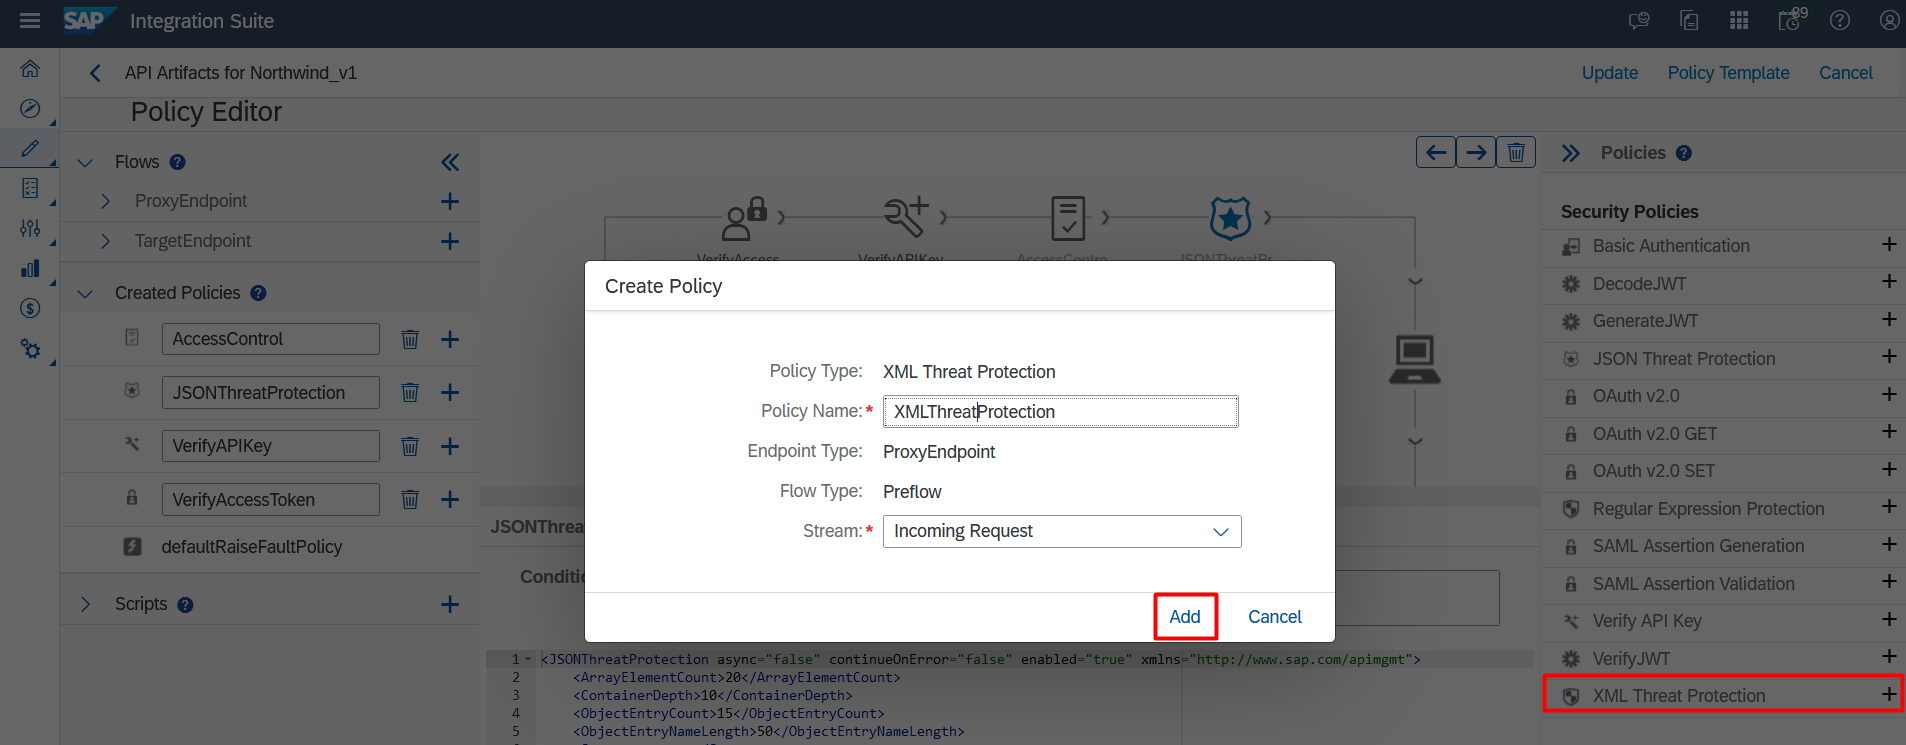 SAP Integration Suite
89
API Artifacts for Northwind_v1
Update Policy Template Cancel
Policy Editor
Flows
ProxyEndpoint
TargetEndpoint
Created Policies
AccessControl
JSONThreatProtection
VerifyAPIKey
VerifyAccessToken
defaultRaiseFaultPolicy
Scripts
VerifyAccess
VerifyAPIKey
AccessContro
JSONThreatPr
Create Policy
Policy Type: XML Threat Protection
Policy Name:* XMLThreatProtection
Endpoint Type: ProxyEndpoint
Flow Type: Preflow
Stream:* Incoming Request
Add Cancel
JSONThrea
Conditio
1 <JSONThreatProtection async="false" continueOnError="false" enabled="true" xmlns="http://www.sap.com/apimgmt">
2 <ArrayElementCount>20</ArrayElementCount>
3 <ContainerDepth>10</ContainerDepth>
4 <ObjectEntryCount>15</ObjectEntryCount>
5 <ObjectEntryNameLength>50</ObjectEntryNameLength>
Policies
Security Policies
Basic Authentication
DecodeJWT
GenerateJWT
JSON Threat Protection
OAuth v2.0
OAuth v2.0 GET
OAuth v2.0 SET
Regular Expression Protection
SAML Assertion Generation
SAML Assertion Validation
Verify API Key
VerifyJWT
XML Threat Protection